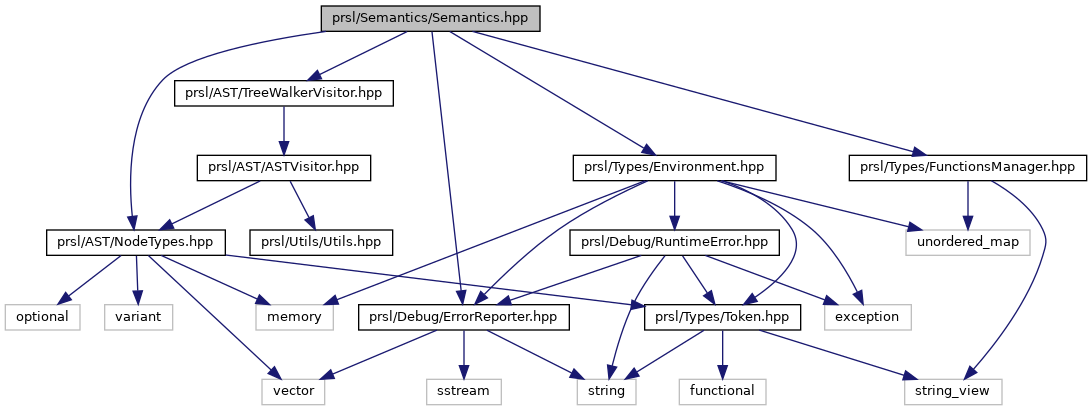 prsl/Semantics/Semantics.hpp
prsl/AST/TreeWalkerVisitor.hpp
prsl/AST/ASTVisitor.hpp
prsl/Types/Environment.hpp
prsl/Types/FunctionsManager.hpp
prsl/AST/NodeTypes.hpp
prsl/Utils/Utils.hpp
prsl/Debug/RuntimeError.hpp
unordered_map
optional
variant
memory
prsl/Debug/ErrorReporter.hpp
prsl/Types/Token.hpp
exception
vector
sstream
string
functional
string_view